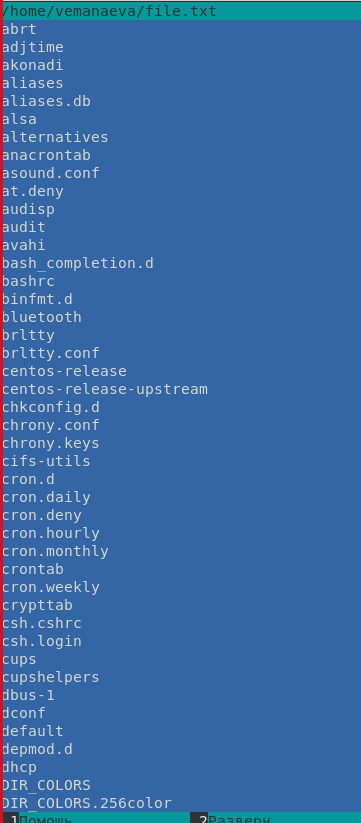 /home/vemanaeva/file.txt
abrt
adjtime
akonadi
aliases
aliases.db
alsa
alternatives
anacrontab
asound.conf
at.deny
audisp
audit
avahi
bash_completion.d
bashrc
binfmt.d
bluetooth
brltty
brltty.conf
centos-release
centos-release-upstream
chkconfig.d
chrony.conf
chrony.keys
cifs-utils
cron.d
cron.daily
cron.deny
cron.hourly
cron.monthly
crontab
cron.weekly
crypttab
csh.cshrc
csh.login
cups
cupshelpers
dbus-1
dconf
default
depmod.d
dhcp
DIR_COLORS
DIR_COLORS.256color
1Помощь 2Разверн